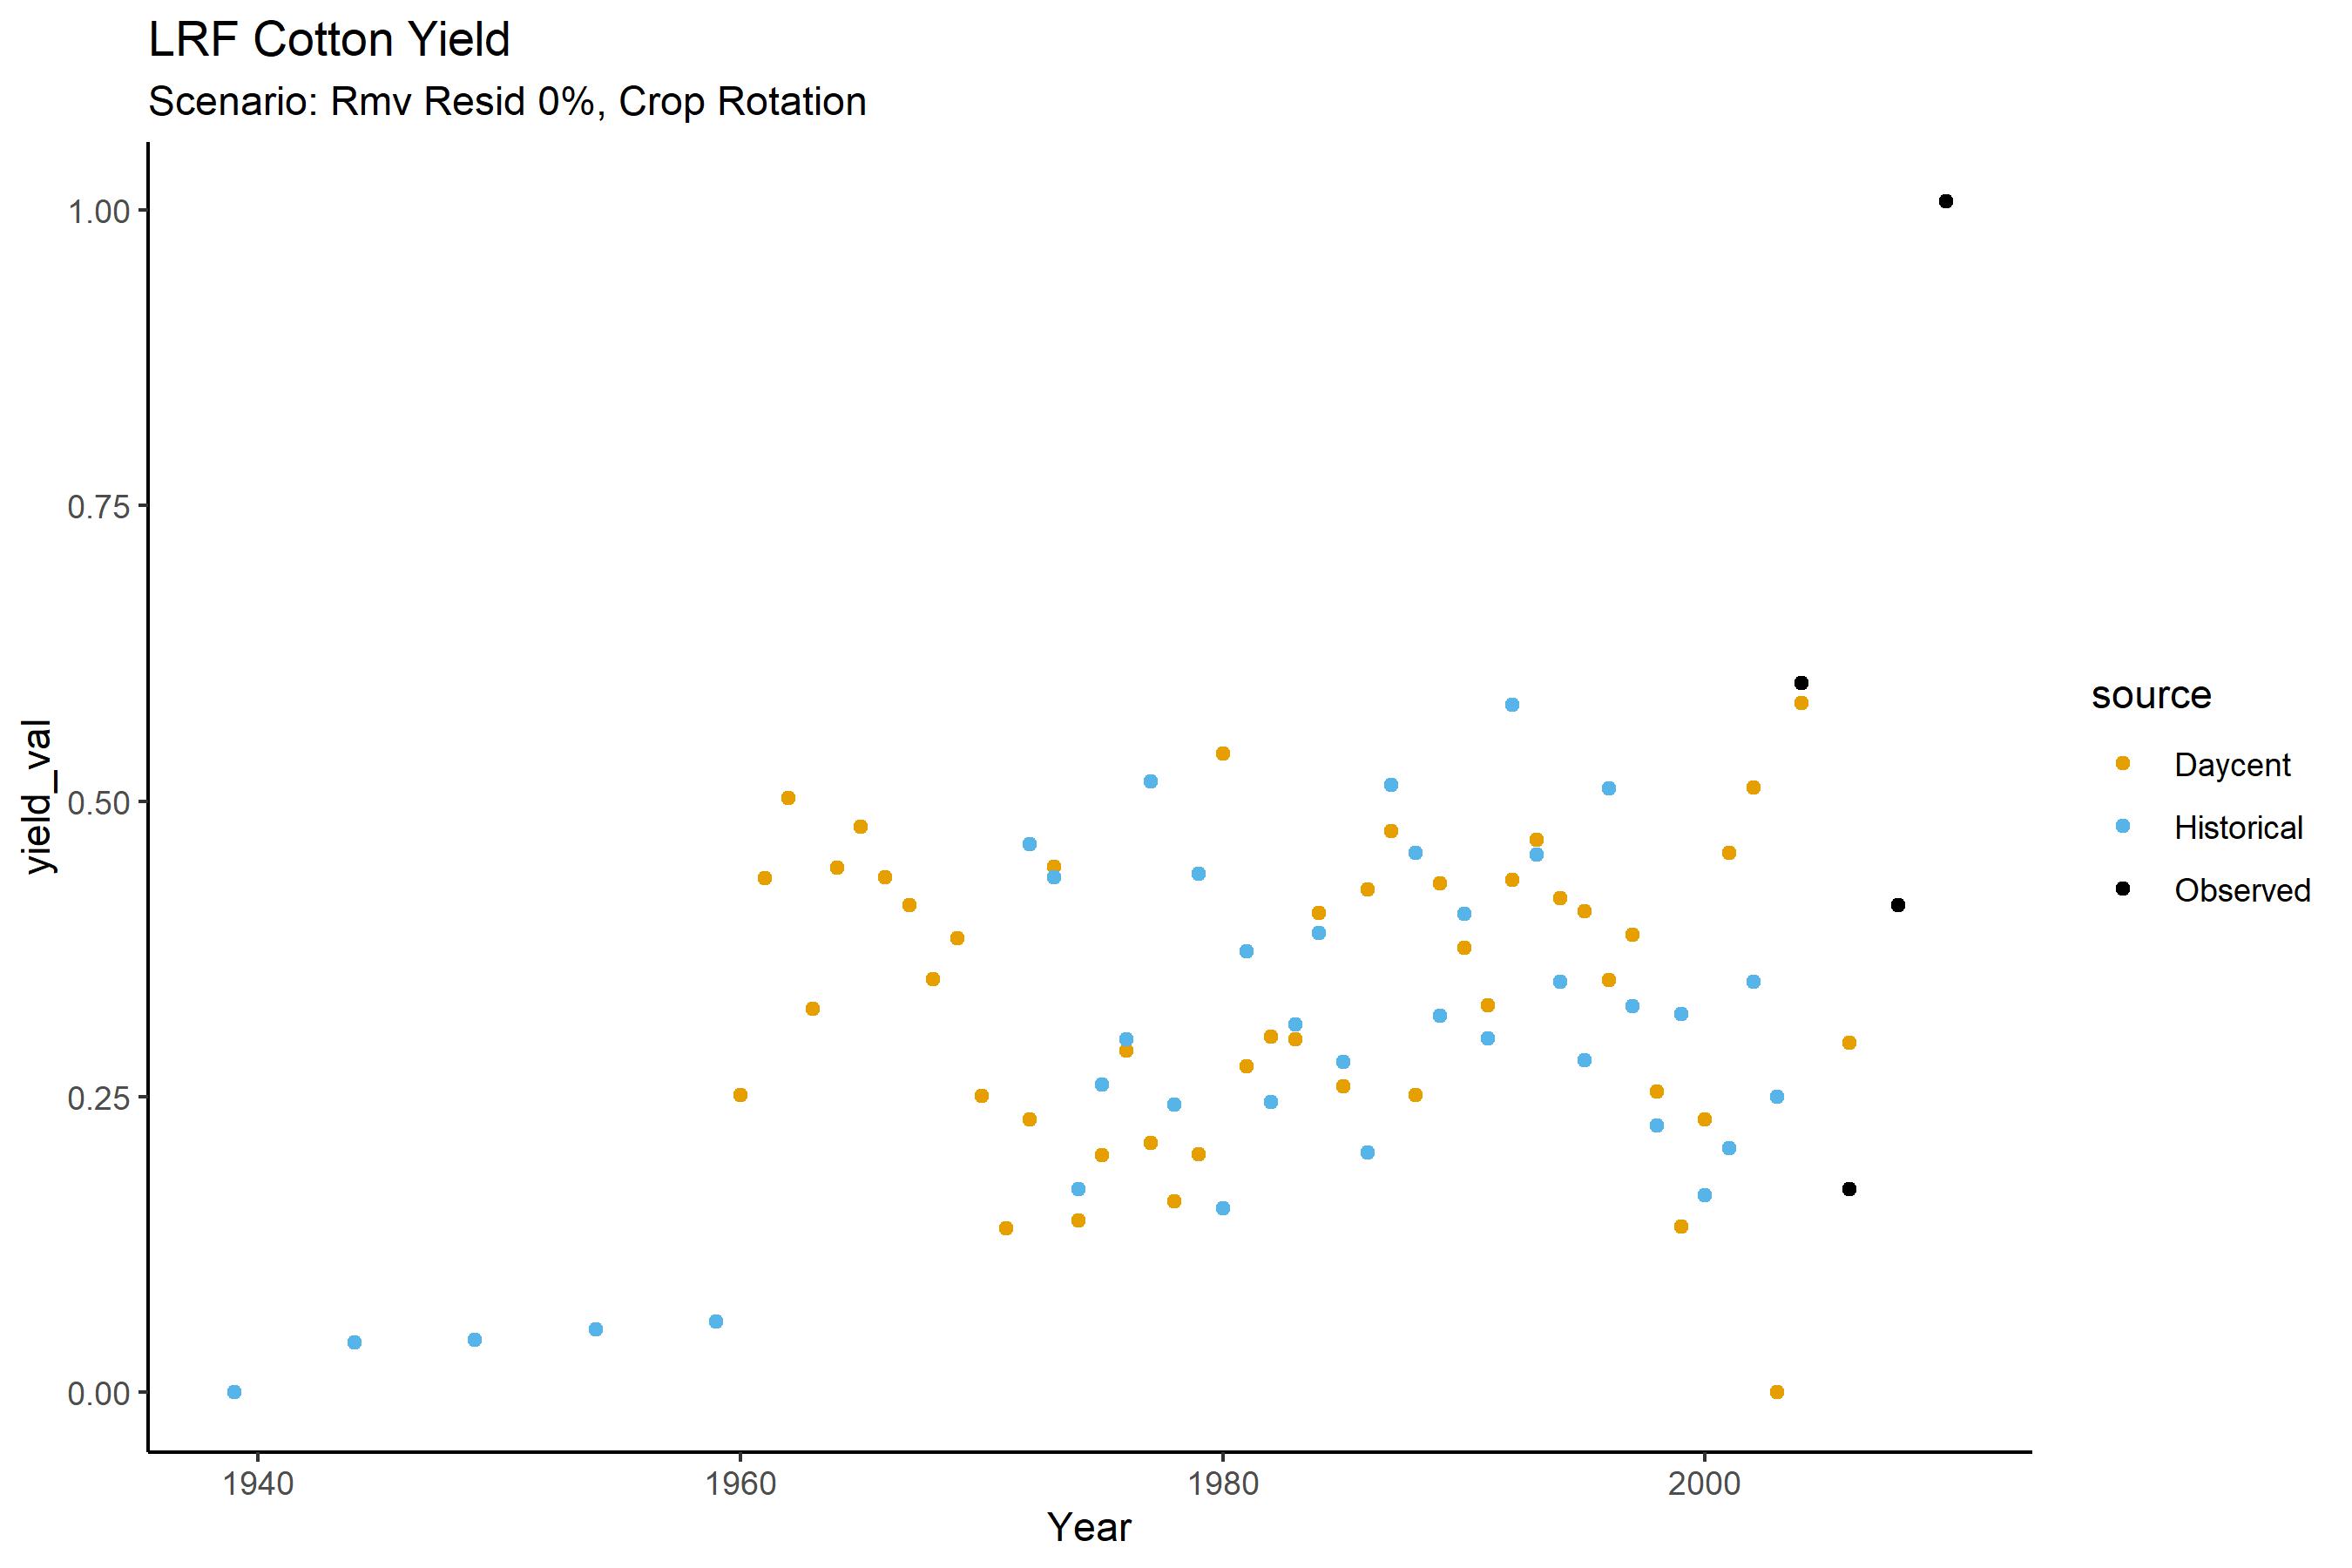 LRF Cotton Yield
Scenario: Rmv Resid 0%, Crop Rotation
yield_val
1.00
0.75
0.50
0.25
0.00
1940
1960
1980
2000
Year
source
Daycent
Historical
Observed